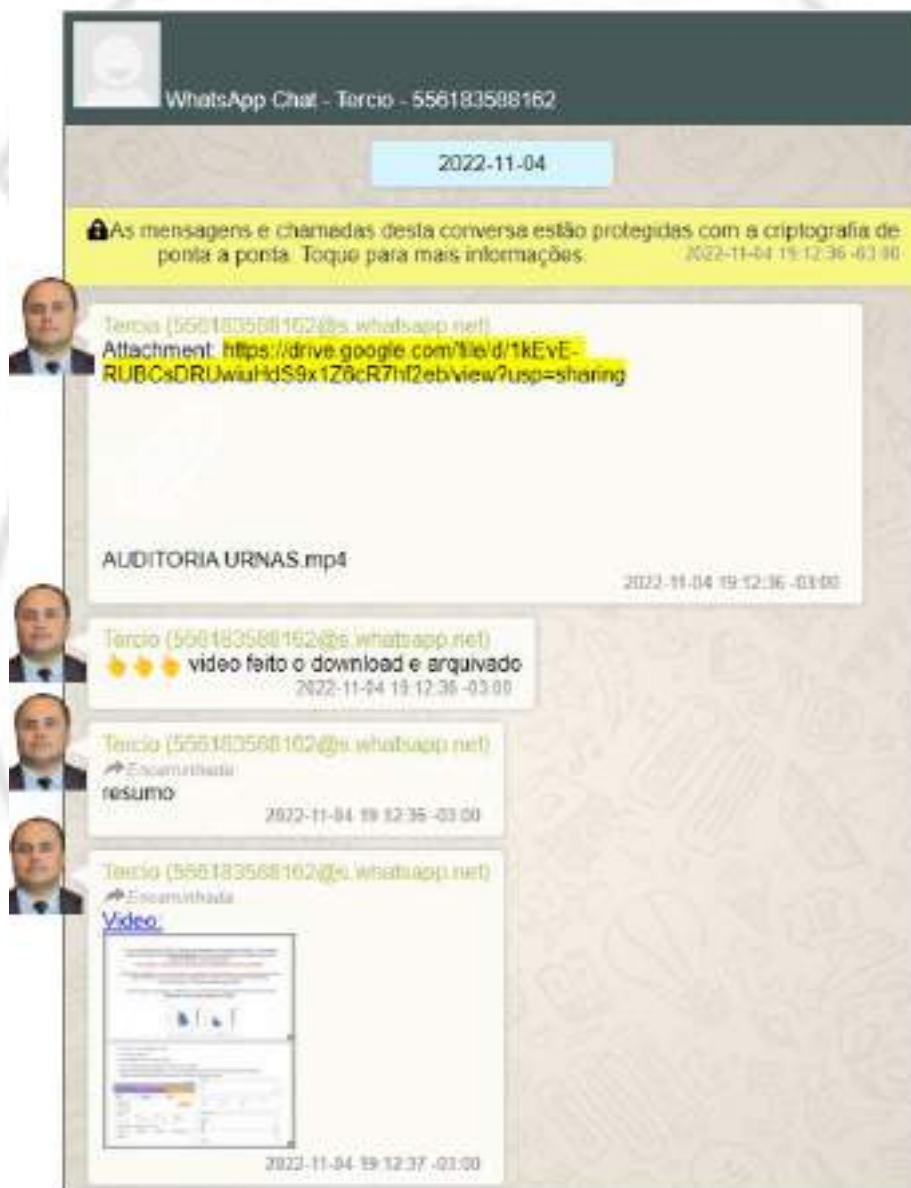 WhatsApp Chat - Tercio - 556183588162
2022-11-04
As mensagens e chamadas desta conversa estão protegidas com a criptografia de
ponta a ponta. Toque para mais informações. 2022-11-04 19:12:36 -03:00
Tercio (556183588162@s.whatsapp.net)
Attachment: https://drive.google.com/file/d/1kEvE-
RUBCsDRUwiuHdS9x1Z6cR7hf2eb/view?usp=sharing
AUDITORIA URNAS.mp4
2022-11-04 19:12:36 -03:00
Tercio (556183588162@s.whatsapp.net)
👆👆👆 video feito o download e arquivado
2022-11-04 19:12:36 -03:00
Tercio (556183588162@s.whatsapp.net)
Encaminhada
resumo
2022-11-04 19:12:36 -03:00
Tercio (556183588162@s.whatsapp.net)
Encaminhada
Video:
2022-11-04 19:12:37 -03:00